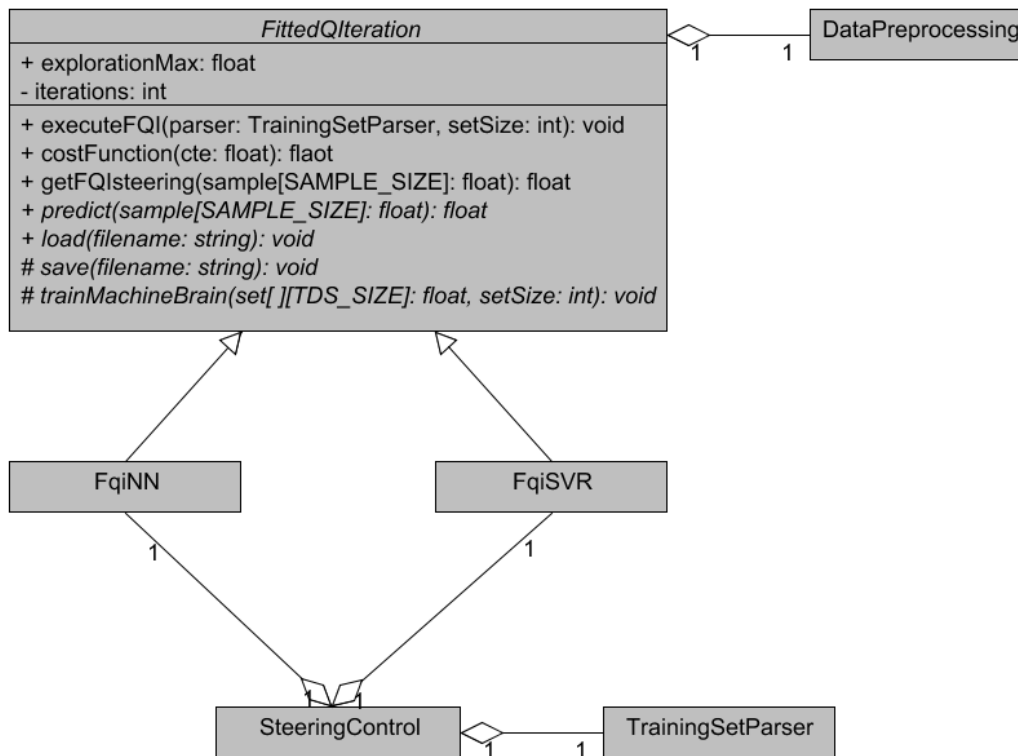 FittedQIteration
+ explorationMax: float
- iterations: int
+ executeFQI(parser: TrainingSetParser, setSize: int): void
+ costFunction(cte: float): flaot
+ getFQIsteering(sample[SAMPLE_SIZE]: float): float
+ predict(sample[SAMPLE_SIZE]: float): float
+ load(filename: string): void
# save(filename: string): void
# trainMachineBrain(set[ ][TDS_SIZE]: float, setSize: int): void
1
1
DataPreprocessing
FqiNN
FqiSVR
1
1
1
1
SteeringControl
1
1
TrainingSetParser